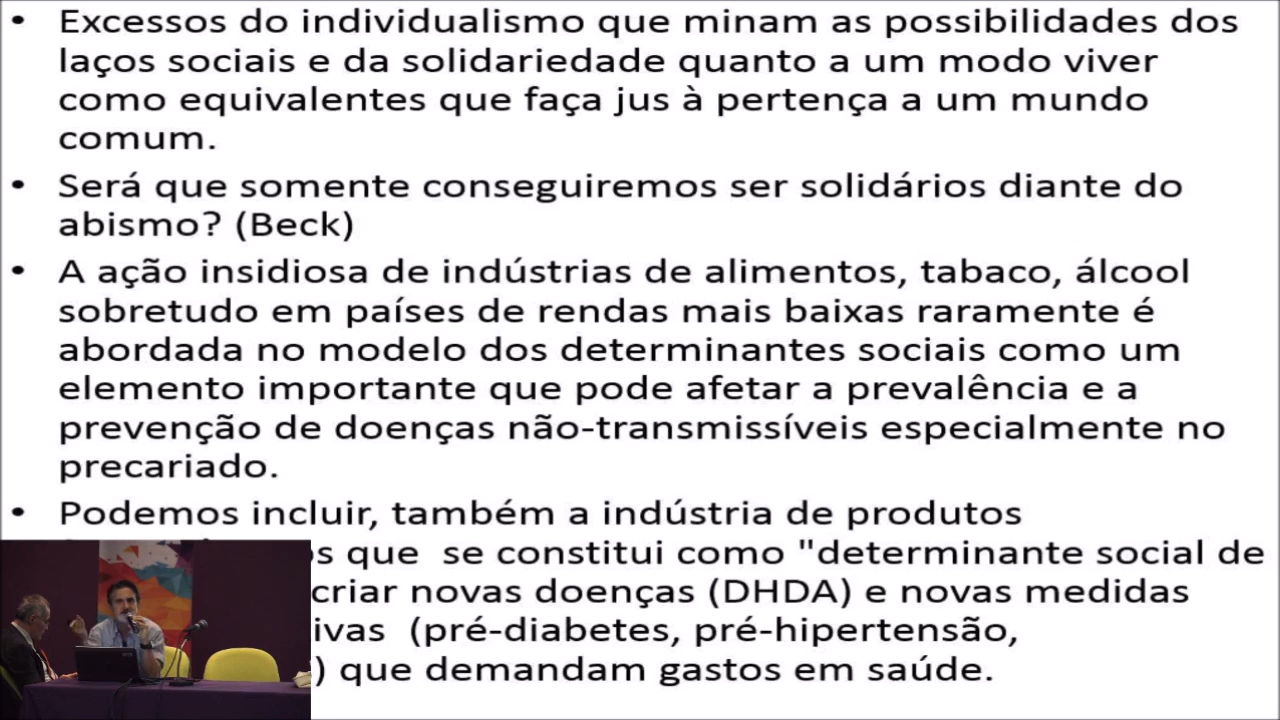 • Excessos do individualismo que minam as possibilidades dos
laços sociais e da solidariedade quanto a um modo viver
como equivalentes que faça jus à pertença a um mundo
comum.
• Será que somente conseguiremos ser solidários diante do
abismo? (Beck)
• A ação insidiosa de indústrias de alimentos, tabaco, álcool
sobretudo em países de rendas mais baixas raramente é
abordada no modelo dos determinantes sociais como um
elemento importante que pode afetar a prevalência e a
prevenção de doenças não-transmissíveis especialmente no
precariado.
• Podemos incluir, também a indústria de produtos
que se constitui como "determinante social de
criar novas doenças (DHDA) e novas medidas
(pré-diabetes, pré-hipertensão,
) que demandam gastos em saúde.